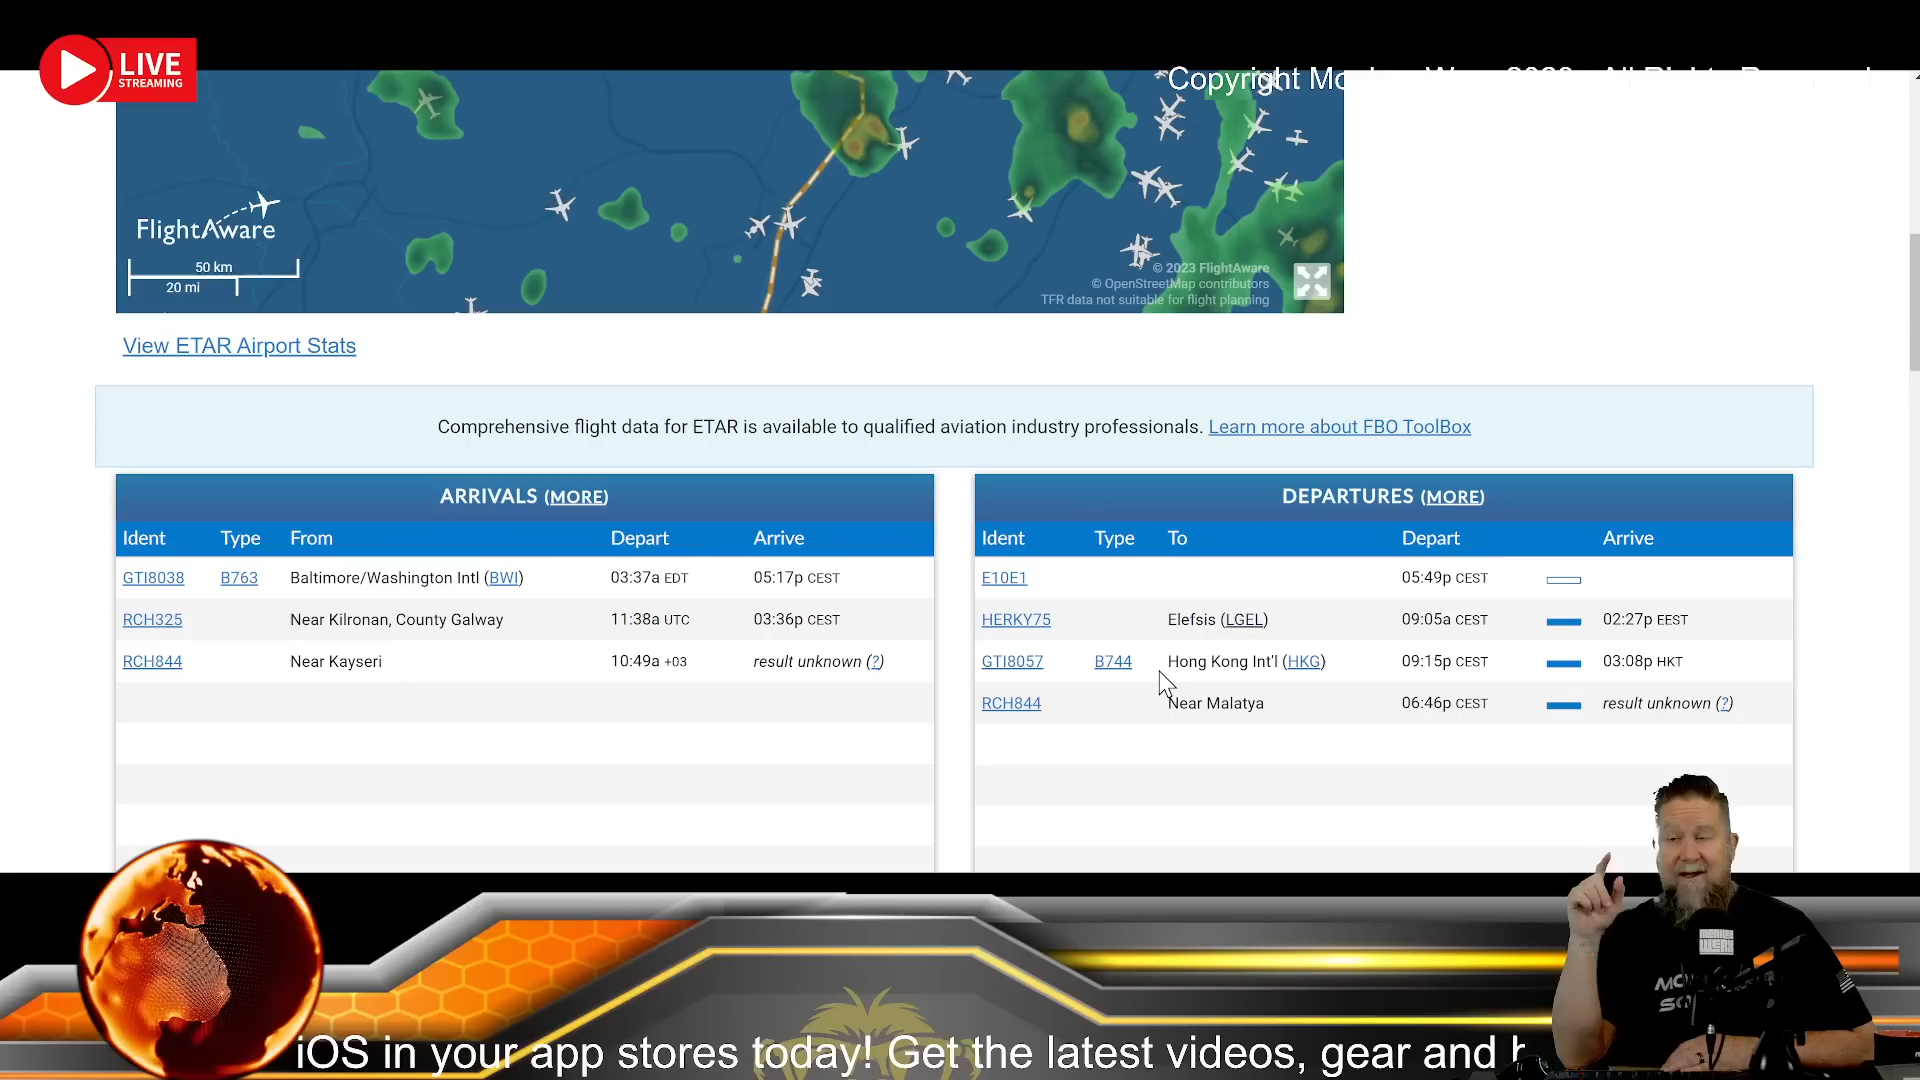 LIVE
STREAMING
Copyright
FlightAware
50 km
20 mi
© 2023 FlightAware
© OpenStreetMap contributors
TFR data not suitable for flight planning
View ETAR Airport Stats
Comprehensive flight data for ETAR is available to qualified aviation industry professionals. Learn more about FBO ToolBox
ARRIVALS (MORE)
Ident Type From Depart Arrive
GTI8038 B763 Baltimore/Washington Intl (BWI) 03:37a EDT 05:17p CEST
RCH325 Near Kilronan, County Galway 11:38a UTC 03:36p CEST
RCH844 Near Kayseri 10:49a +03 result unknown (?)
DEPARTURES (MORE)
Ident Type To Depart Arrive
E10E1 05:49p CEST
HERKY75 Elefsis (LGEL) 09:05a CEST 02:27p EEST
GTI8057 B744 Hong Kong Int'l (HKG) 09:15p CEST 03:08p HKT
RCH844 Near Malatya 06:46p CEST result unknown (?)
iOS in your app stores today! Get the latest videos, gear and